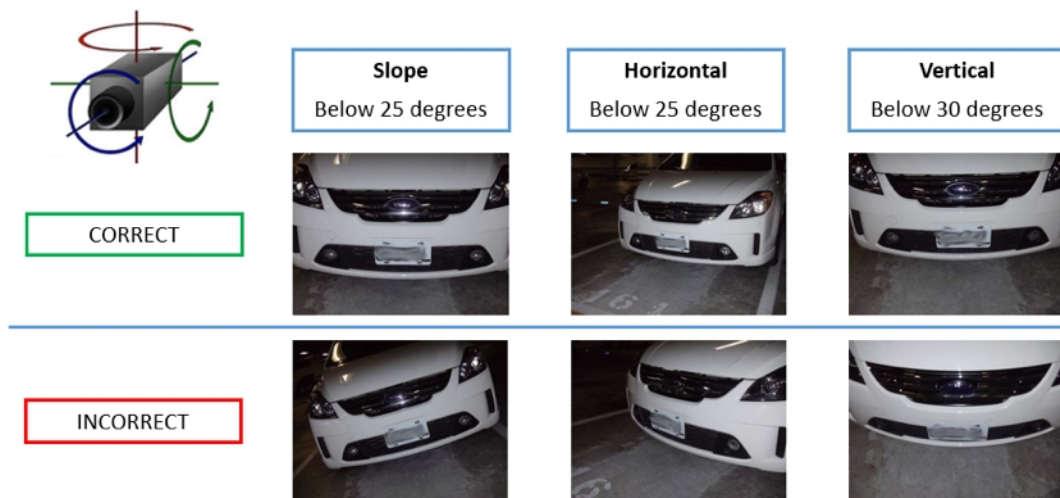 Slope
Below 25 degrees
Horizontal
Below 25 degrees
Vertical
Below 30 degrees
CORRECT
INCORRECT